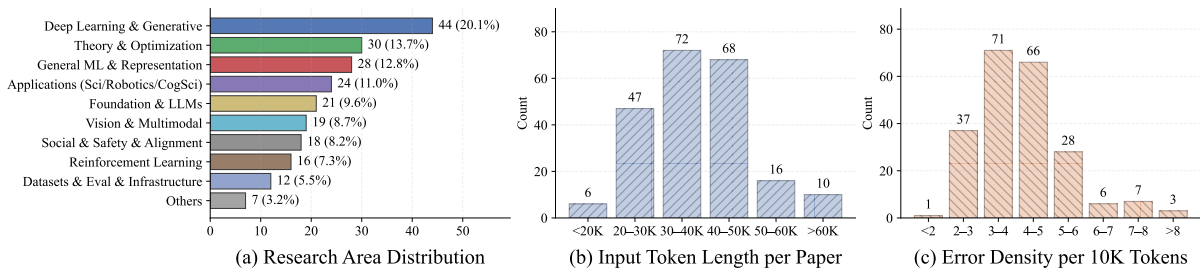 Deep Learning & Generative
44 (20.1%)
Theory & Optimization
30 (13.7%)
General ML & Representation
28 (12.8%)
Applications (Sci/Robotics/CogSci)
24 (11.0%)
Foundation & LLMs
21 (9.6%)
Vision & Multimodal
19 (8.7%)
Social & Safety & Alignment
18 (8.2%)
Reinforcement Learning
16 (7.3%)
Datasets & Eval & Infrastructure
12 (5.5%)
Others
7 (3.2%)
0 10 20 30 40 50
(a) Research Area Distribution
Count
80
60
40
20
0
6 47 72 68 16 10
<20K 20–30K 30–40K 40–50K 50–60K >60K
(b) Input Token Length per Paper
Count
80
60
40
20
0
1 37 71 66 28 6 7 3
<2 2–3 3–4 4–5 5–6 6–7 7–8 >8
(c) Error Density per 10K Tokens